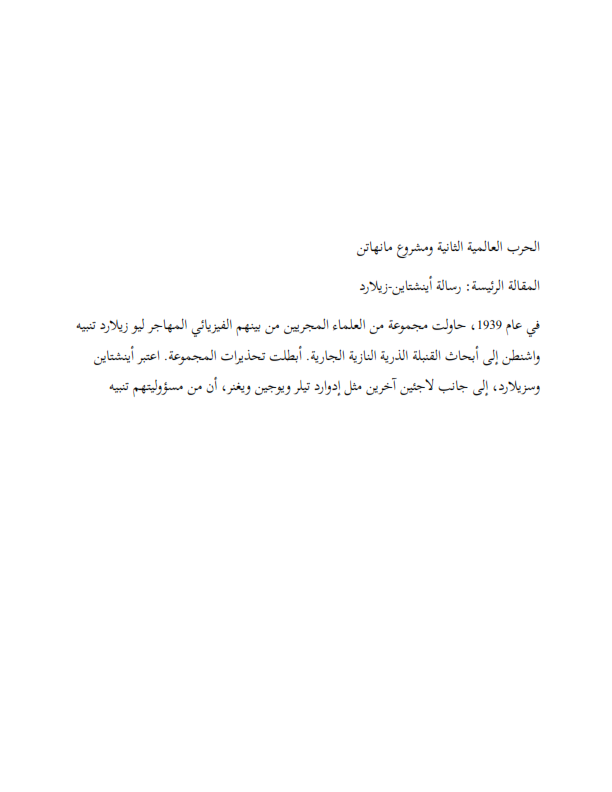 الحرب العالمية الثانية ومشروع مانهاتن
المقالة الرئيسة: رسالة أينشتاين-زيلارد
في عام 1939، حاولت مجموعة من العلماء المجريين من بينهم الفيزيائي المهاجر ليو زيلارد تنبيه
واشنطن إلى أبحاث القنبلة الذرية النازية الجارية. أبطلت تحذيرات المجموعة. اعتبر أينشتاين
وسزيلارد، إلى جانب لاجئين آخرين مثل إدوارد تيلر ويوجين ويغنر، أن من مسؤوليتهم تنبيه